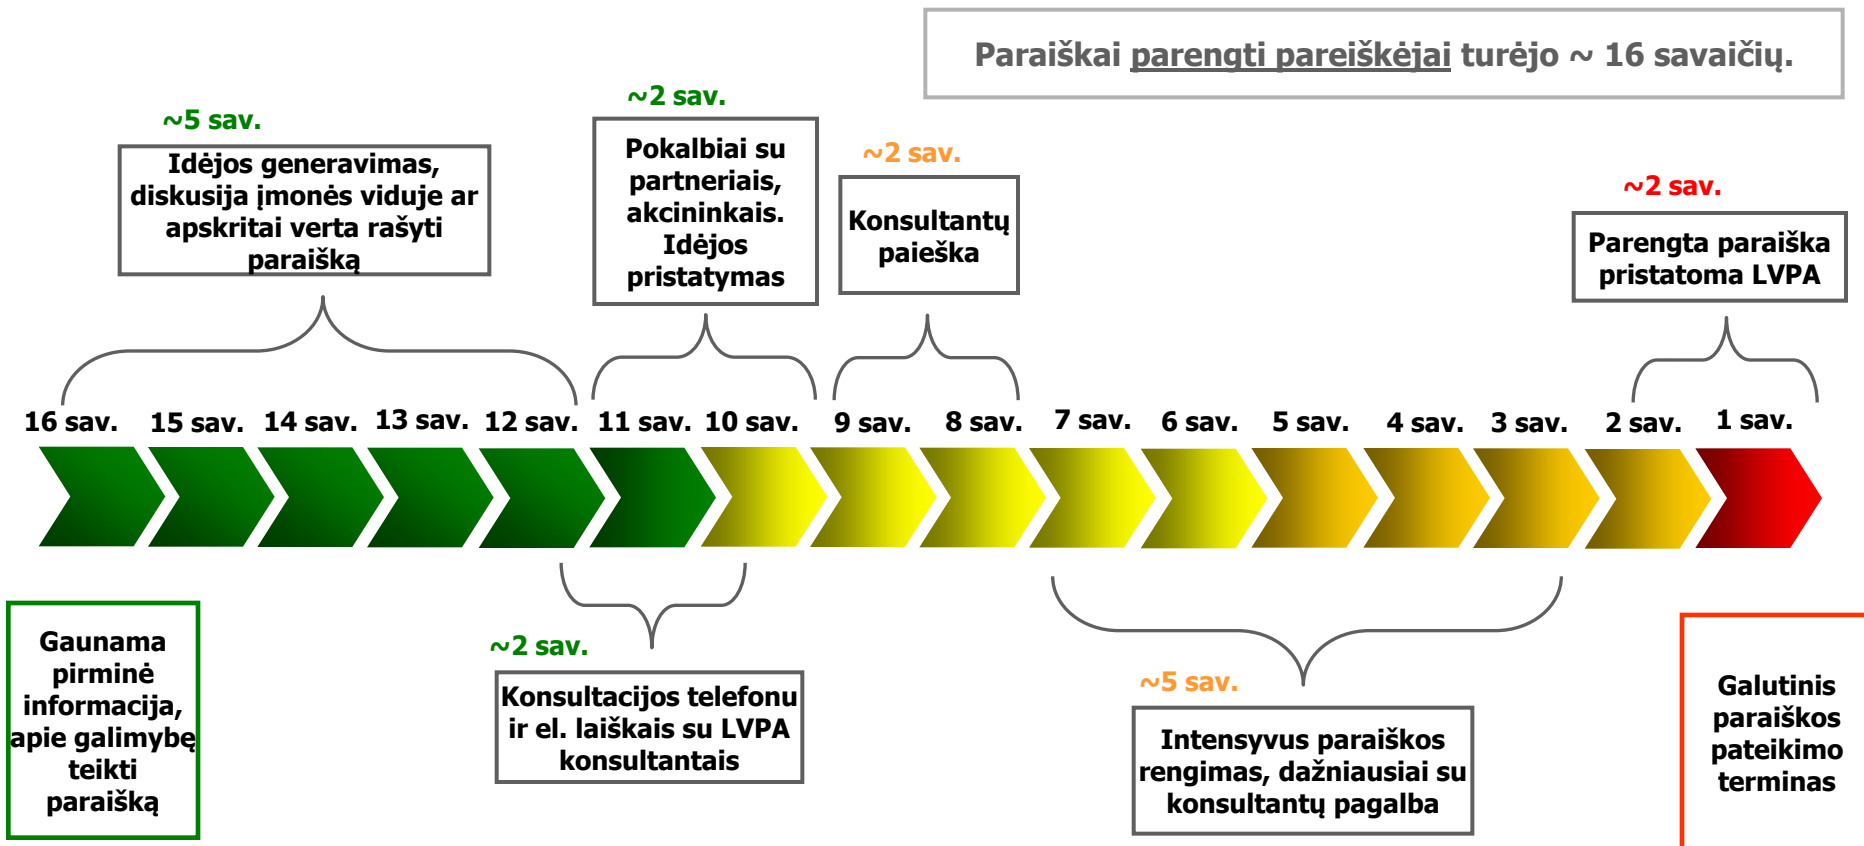 Paraiškai parengti pareiškėjai turėjo ~ 16 savaičių.
~5 sav.
Idėjos generavimas,
diskusija įmonės viduje ar
apskritai verta rašyti
paraišką
~2 sav.
Pokalbiai su
partneriais,
akcininkais.
Idėjos
pristatymas
~2 sav.
Konsultantų
paieška
~2 sav.
Parengta paraiška
pristatoma LVPA
16 sav. 15 sav. 14 sav. 13 sav. 12 sav. 11 sav. 10 sav. 9 sav. 8 sav. 7 sav. 6 sav. 5 sav. 4 sav. 3 sav. 2 sav. 1 sav.
Gaunama
pirminė
informacija,
apie galimybę
teikti
paraišką
~2 sav.
Konsultacijos telefonu
ir el. laiškais su LVPA
konsultantais
~5 sav.
Intensyvus paraiškos
rengimas, dažniausiai su
konsultantų pagalba
Galutinis
paraiškos
pateikimo
terminas